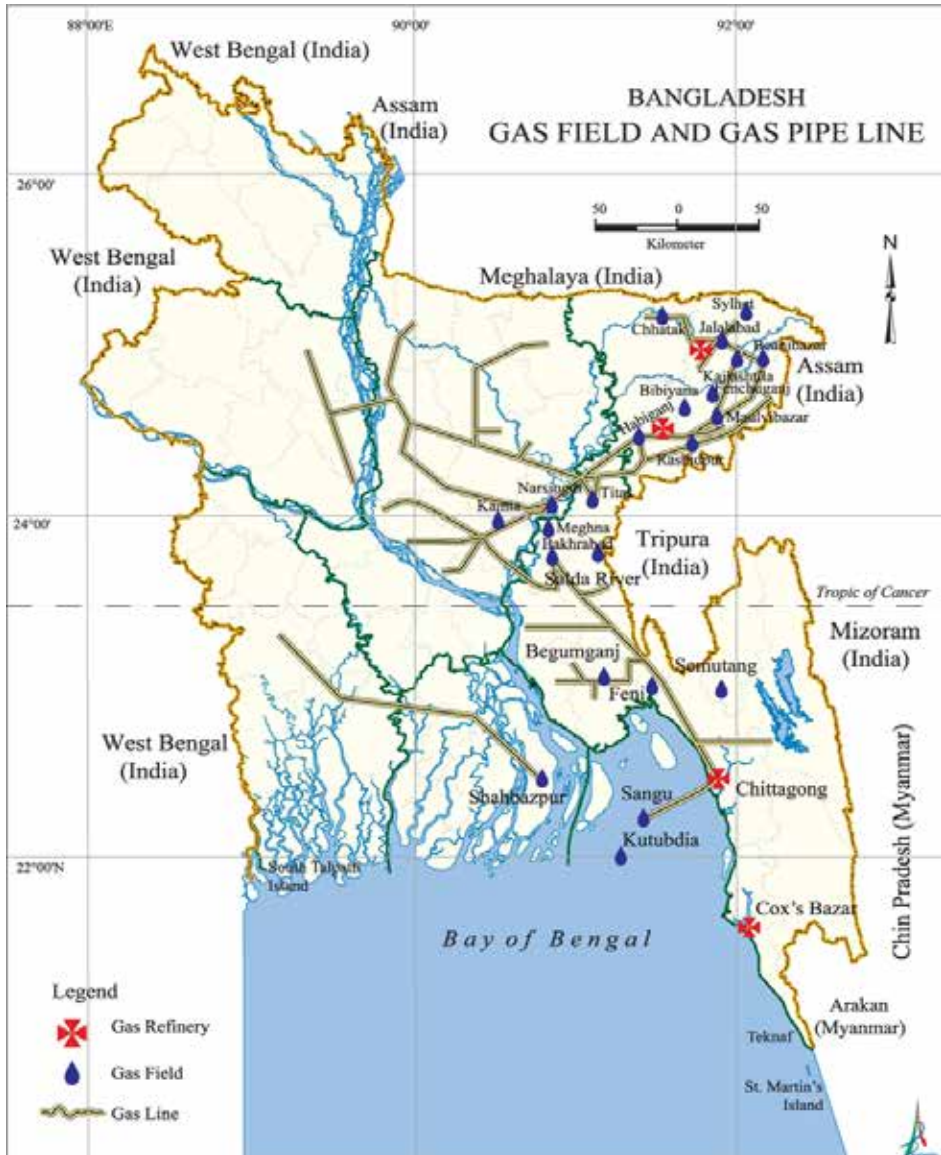 88°00'E
90°00'
92°00'
West Bengal (India)
Assam
(India)
BANGLADESH
GAS FIELD AND GAS PIPE LINE
26°00'
50
0
50
Kilometer
N
West Bengal
(India)
Meghalaya (India)
Sylhet
Chhatak
Jalalabad
Assam
(India)
Bibiyana
Habiganj
Maulvibazar
Narsingdi
Kamta
24°00'
Meghna
Bakhrabad
Salda River
Tripura
(India)
Tropic of Cancer
Mizoram
(India)
Begumganj
Semutang
Feni
West Bengal
(India)
Shahbazpur
Sangu
Chittagong
Kutubdia
22°00'N
South Talpatti
Island
Cox's Bazar
Chin Pradesh (Myanmar)
Bay of Bengal
Legend
Gas Refinery
Gas Field
Gas Line
Arakan
(Myanmar)
Teknaf
St. Martin's
Island